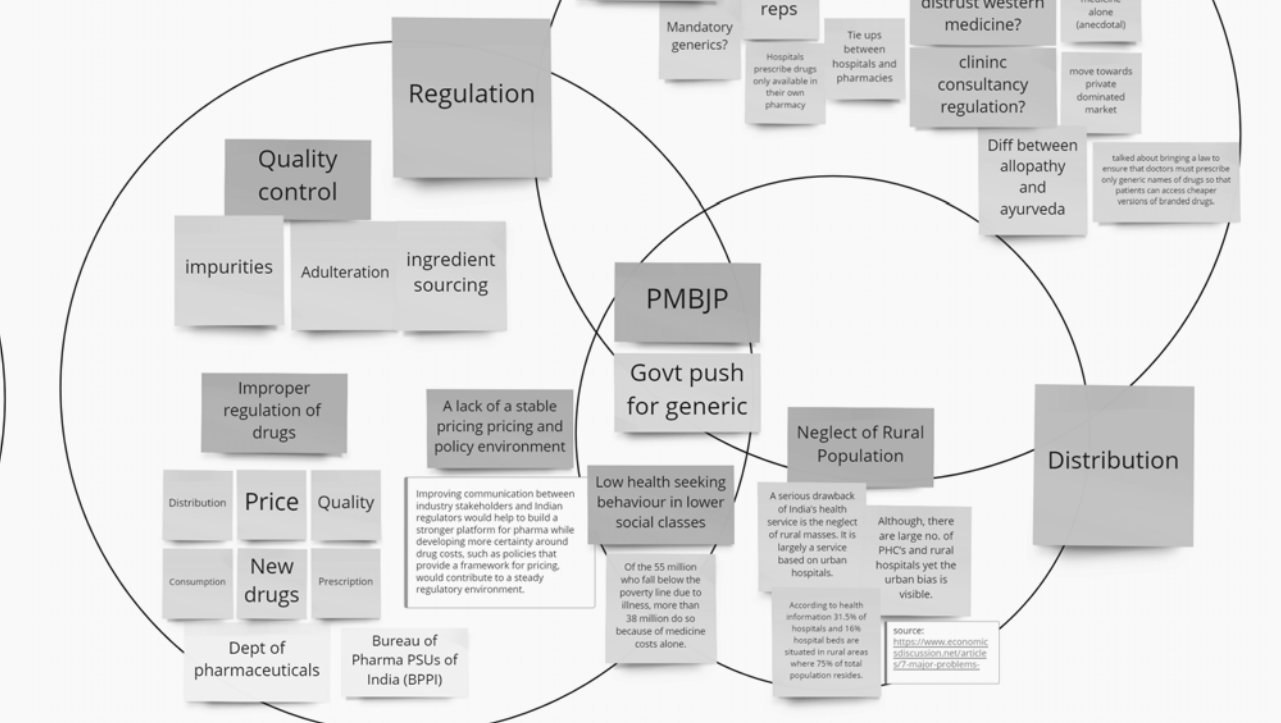 reps
Mandatory
generics?
Hospitals
prescribe drugs
only available in
their own
pharmacy
Tie ups
between
hospitals and
pharmacies
distrust western
medicine?
clininc
consultancy
regulation?
medicine
alone
(anecdotal)
move towards
private
dominated
market
Diff between
allopathy
and
ayurveda
talked about bringing a law to
ensure that doctors must prescribe
only generic names of drugs so that
patients can access cheaper
versions of branded drugs.
Regulation
Quality
control
impurities
Adulteration
ingredient
sourcing
PMBJP
Govt push
for generic
Improper
regulation of
drugs
Distribution
Price
Quality
Consumption
New
drugs
Prescription
Dept of
pharmaceuticals
Bureau of
Pharma PSUs of
India (BPPI)
A lack of a stable
pricing pricing and
policy environment
Improving communication between
industry stakeholders and Indian
regulators would help to build a
stronger platform for pharma while
developing more certainty around
drug costs, such as policies that
provide a framework for pricing,
would contribute to a steady
regulatory environment.
Low health seeking
behaviour in lower
social classes
Of the 55 million
who fall below the
poverty line due to
illness, more than
38 million do so
because of medicine
costs alone.
Neglect of Rural
Population
A serious drawback
of India's health
service is the neglect
of rural masses. It is
largely a service
based on urban
hospitals.
Although, there
are large no. of
PHC's and rural
hospitals yet the
urban bias is
visible.
According to health
information 31.5% of
hospitals and 16%
hospital beds are
situated in rural areas
where 75% of total
population resides.
source:
https://www.economic
sdiscussion.net/article
s/7-major-problems-
Distribution